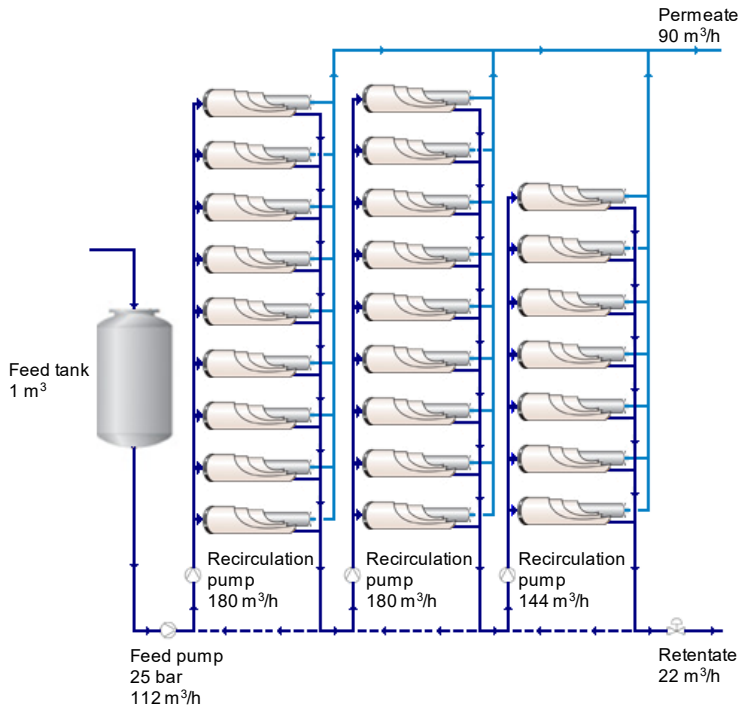 Permeate
90 m³/h
Feed tank
1 m³
Recirculation
pump
180 m³/h
Recirculation
pump
180 m³/h
Recirculation
pump
144 m³/h
Feed pump
25 bar
112 m³/h
Retentate
22 m³/h